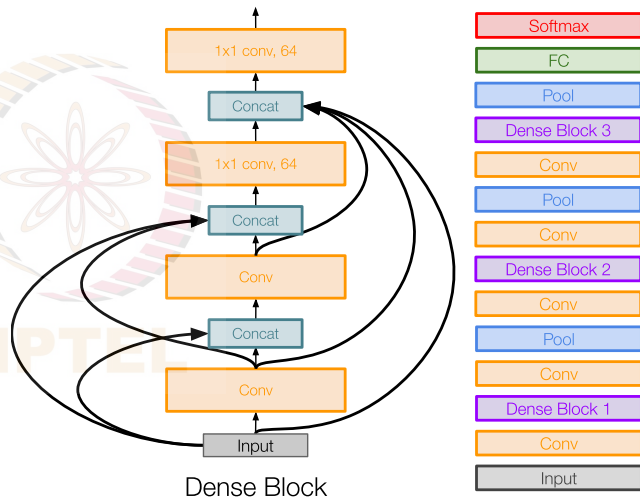 1x1 conv, 64
Concat
1x1 conv, 64
Concat
Conv
Concat
Conv
Input
Dense Block
Softmax
FC
Pool
Dense Block 3
Conv
Pool
Conv
Dense Block 2
Conv
Pool
Conv
Dense Block 1
Conv
Input